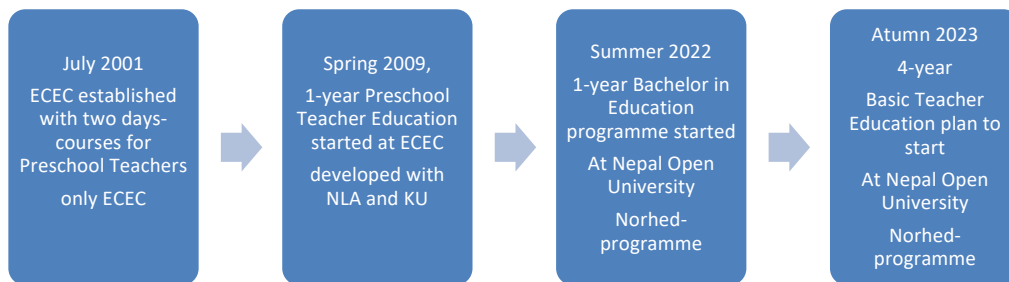 July 2001
ECEC established
with two days-
courses for
Preschool Teachers
only ECEC
Spring 2009,
1-year Preschool
Teacher Education
started at ECEC
developed with
NLA and KU
Summer 2022
1-year Bachelor in
Education
programme started
At Nepal Open
University
Norhed-
programme
Atumn 2023
4-year
Basic Teacher
Education plan to
start
At Nepal Open
University
Norhed-
programme